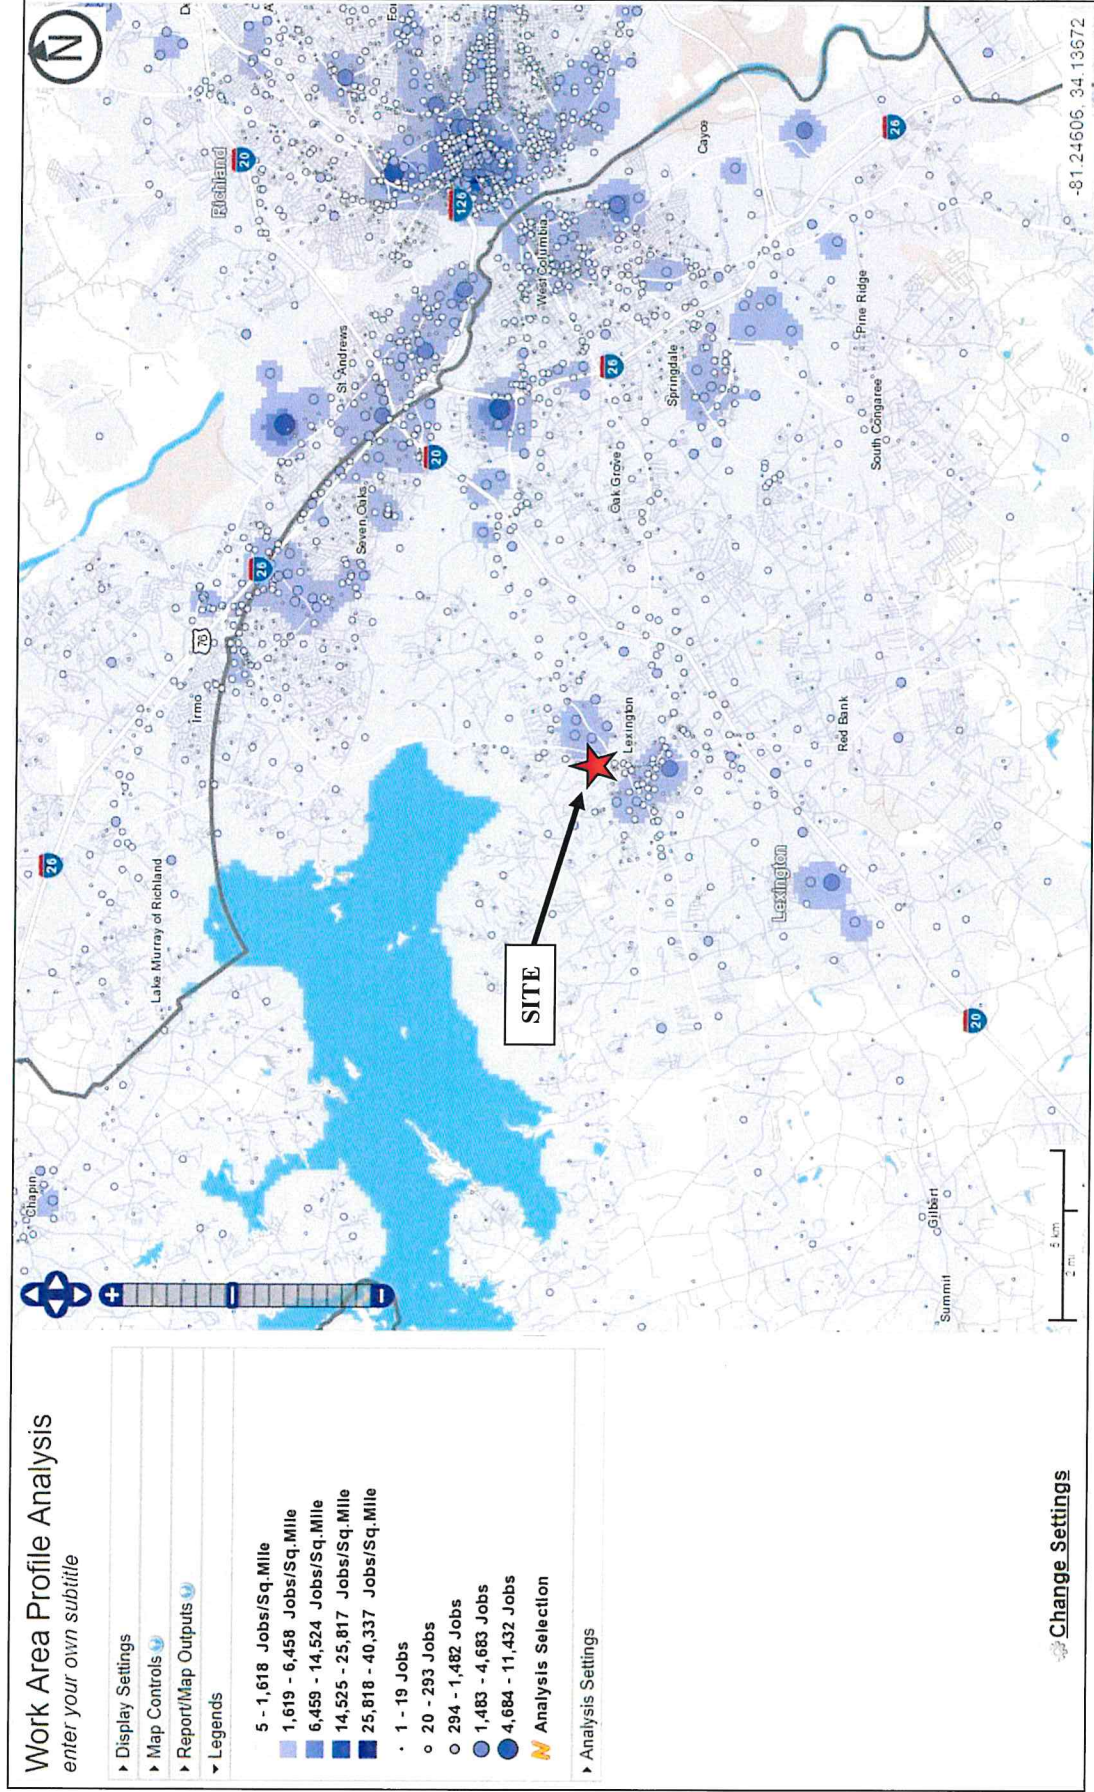 Work Area Profile Analysis
enter your own subtitle
Display Settings
Map Controls
Report/Map Outputs
Legends
5 - 1,618 Jobs/Sq.Mile
1,619 - 6,458 Jobs/Sq.Mile
6,459 - 14,524 Jobs/Sq.Mile
14,525 - 25,817 Jobs/Sq.Mile
25,818 - 40,337 Jobs/Sq.Mile
1 - 19 Jobs
20 - 293 Jobs
294 - 1,482 Jobs
1,483 - 4,683 Jobs
4,684 - 11,432 Jobs
Analysis Selection
Analysis Settings
Change Settings
N
Chapin
26
Lake Murray of Richland
Irmo
76
26
Richland
20
St. Andrews
Seven Oaks
20
126
West Columbia
SITE
Lexington
Oak Grove
26
Springdale
Cayce
26
Lexington
Red Bank
South Congaree
Pine Ridge
20
Gilbert
Summit
5 km
2 mi
-81.24606, 34.13672